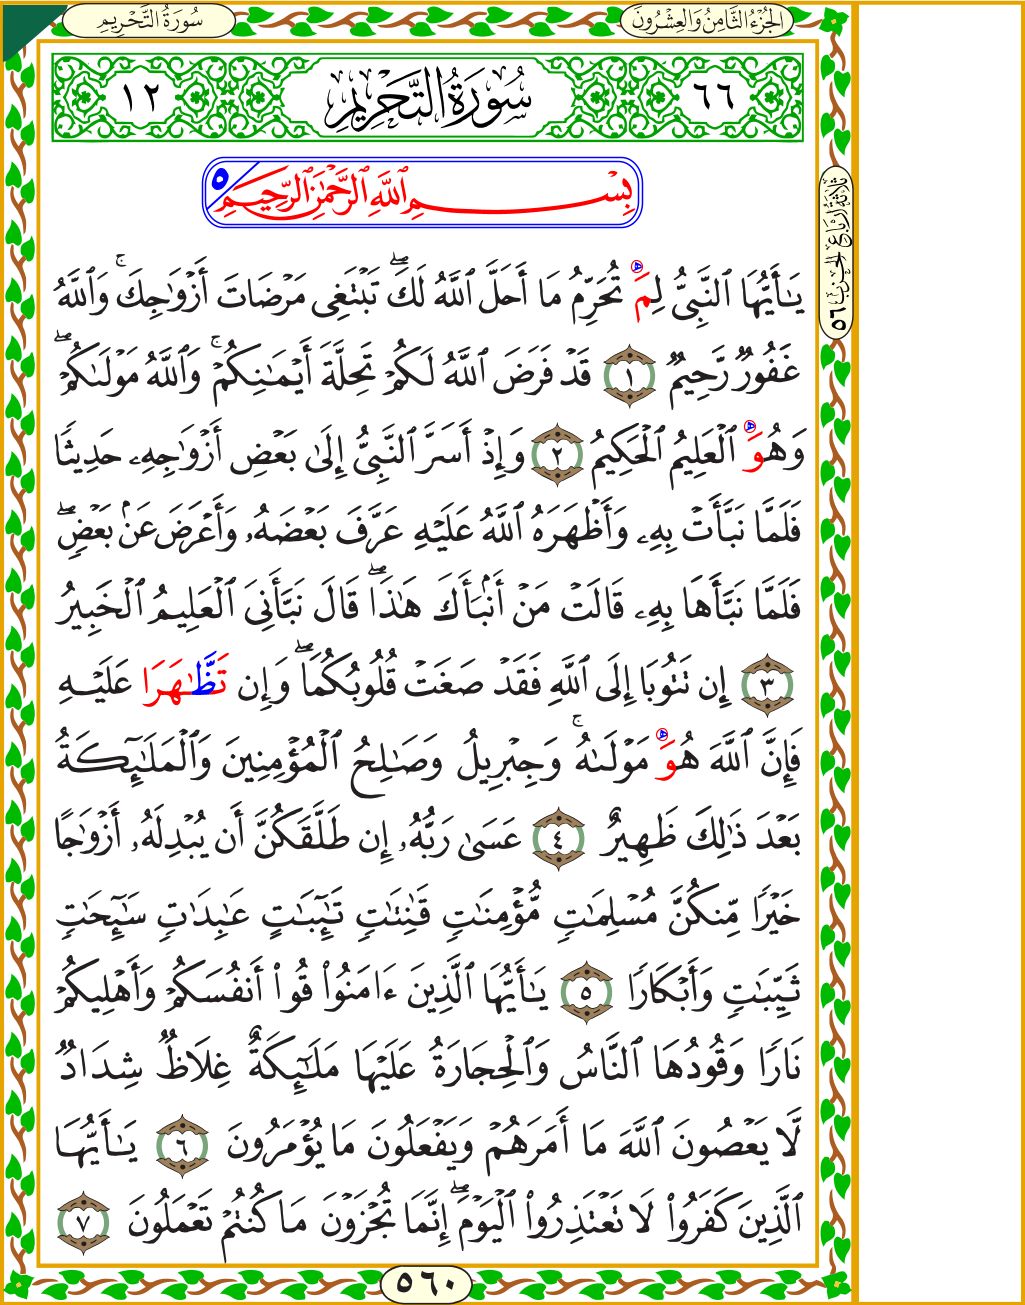 الجُزْءُ الثَّامِنُ وَالعِشْرُونَ
سُورَةُ التَّحْرِيمِ
٦٦ سُورَةُ التَّحْرِيمِ ١٢
بِسْمِ ٱللَّهِ ٱلرَّحْمَٰنِ ٱلرَّحِيمِ ٥
يَـٰٓأَيُّهَا ٱلنَّبِىُّ لِمَ تُحَرِّمُ مَآ أَحَلَّ ٱللَّهُ لَكَ ۖ تَبْتَغِى مَرْضَاتَ أَزْوَٰجِكَ ۚ وَٱللَّهُ
غَفُورٌ رَّحِيمٌ ١ قَدْ فَرَضَ ٱللَّهُ لَكُمْ تَحِلَّةَ أَيْمَـٰنِكُمْ ۚ وَٱللَّهُ مَوْلَىٰكُمْ ۖ
وَهُوَ ٱلْعَلِيمُ ٱلْحَكِيمُ ٢ وَإِذْ أَسَرَّ ٱلنَّبِىُّ إِلَىٰ بَعْضِ أَزْوَٰجِهِۦ حَدِيثًا
فَلَمَّا نَبَّأَتْ بِهِۦ وَأَظْهَرَهُ ٱللَّهُ عَلَيْهِ عَرَّفَ بَعْضَهُۥ وَأَعْرَضَ عَنۢ بَعْضٍ ۖ
فَلَمَّا نَبَّأَهَا بِهِۦ قَالَتْ مَنْ أَنۢبَأَكَ هَـٰذَا ۖ قَالَ نَبَّأَنِىَ ٱلْعَلِيمُ ٱلْخَبِيرُ
٣ إِن تَتُوبَآ إِلَى ٱللَّهِ فَقَدْ صَغَتْ قُلُوبُكُمَا ۖ وَإِن تَظَّـٰهَرَا عَلَيْهِ
فَإِنَّ ٱللَّهَ هُوَ مَوْلَىٰهُ ۚ وَجِبْرِيلُ وَصَـٰلِحُ ٱلْمُؤْمِنِينَ وَٱلْمَلَـٰٓئِكَةُ
بَعْدَ ذَٰلِكَ ظَهِيرٌ ٤ عَسَىٰ رَبُّهُۥٓ إِن طَلَّقَكُنَّ أَن يُبْدِلَهُۥٓ أَزْوَٰجًا
خَيْرًا مِّنكُنَّ مُسْلِمَـٰتٍ مُّؤْمِنَـٰتٍ قَـٰنِتَـٰتٍ تَـٰٓئِبَـٰتٍ عَـٰبِدَٰتٍ سَـٰٓئِحَـٰتٍ
ثَيِّبَـٰتٍ وَأَبْكَارًا ٥ يَـٰٓأَيُّهَا ٱلَّذِينَ ءَامَنُوا۟ قُوٓا۟ أَنفُسَكُمْ وَأَهْلِيكُمْ
نَارًا وَقُودُهَا ٱلنَّاسُ وَٱلْحِجَارَةُ عَلَيْهَا مَلَـٰٓئِكَةٌ غِلَاظٌ شِدَادٌ
لَّا يَعْصُونَ ٱللَّهَ مَآ أَمَرَهُمْ وَيَفْعَلُونَ مَا يُؤْمَرُونَ ٦ يَـٰٓأَيُّهَا
ٱلَّذِينَ كَفَرُوا۟ لَا تَعْتَذِرُوا۟ ٱلْيَوْمَ ۖ إِنَّمَا تُجْزَوْنَ مَا كُنتُمْ تَعْمَلُونَ ٧
ثَلَاثَةُ أَرْبَاعِ الحِزْبِ ٥٦
٥٦٠